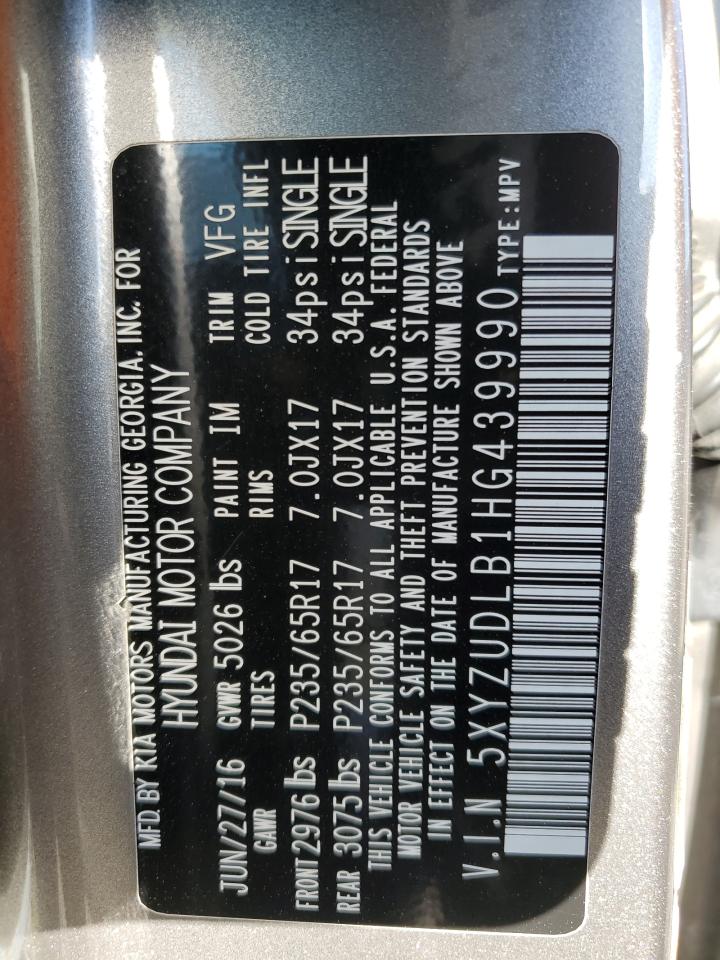 MFD.BY KIA MOTORS MANUFACTURING GEORGIA. INC. FOR
HYUNDAI MOTOR COMPANY
JUN/27/16 GVWR 5026 lbs PAINT IM TRIM VFG
GAWR TIRES RIMS COLD TIRE INFL
FRONT 2976 lbs P235/65R17 7.0JX17 34psi SINGLE
REAR 3075 lbs P235/65R17 7.0JX17 34psi SINGLE
THIS VEHICLE CONFORMS TO ALL APPLICABLE U.S.A. FEDERAL
MOTOR VEHICLE SAFETY AND THEFT PREVENTION STANDARDS
IN EFFECT ON THE DATE OF MANUFACTURE SHOWN ABOVE
V.I.N 5XYZUDLB1HG439990 TYPE:MPV